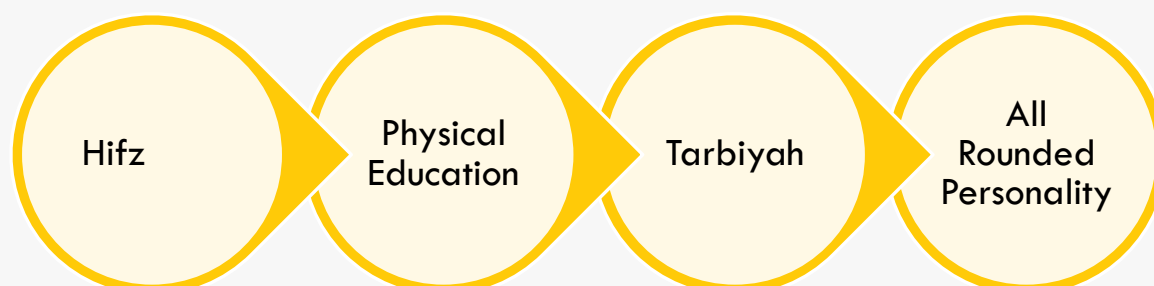 Hifz
Physical
Education
Tarbiyah
All
Rounded
Personality